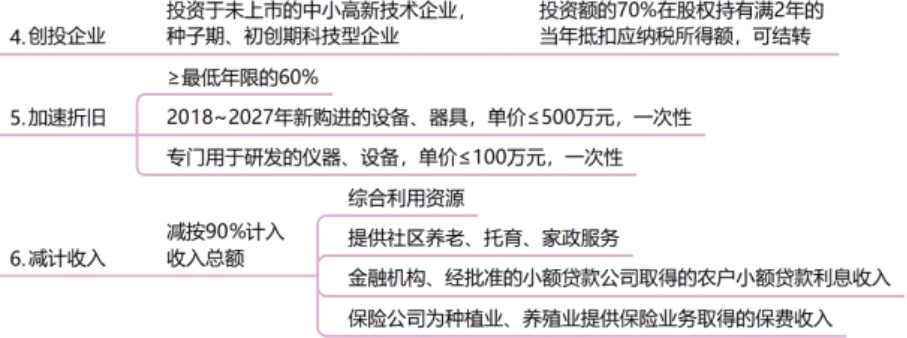 投资于未上市的中小高新技术企业，
种子期、初创期科技型企业
投资额的70%在股权持有满2年的
当年抵扣应纳税所得额，可结转
4.创投企业
≥最低年限的60%
5.加速折旧
2018~2027年新购进的设备、器具，单价≤500万元，一次性
专门用于研发的仪器、设备，单价≤100万元，一次性
综合利用资源
减按90%计入
收入总额
提供社区养老、托育、家政服务
6.减计收入
金融机构、经批准的小额贷款公司取得的农户小额贷款利息收入
保险公司为种植业、养殖业提供保险业务取得的保费收入